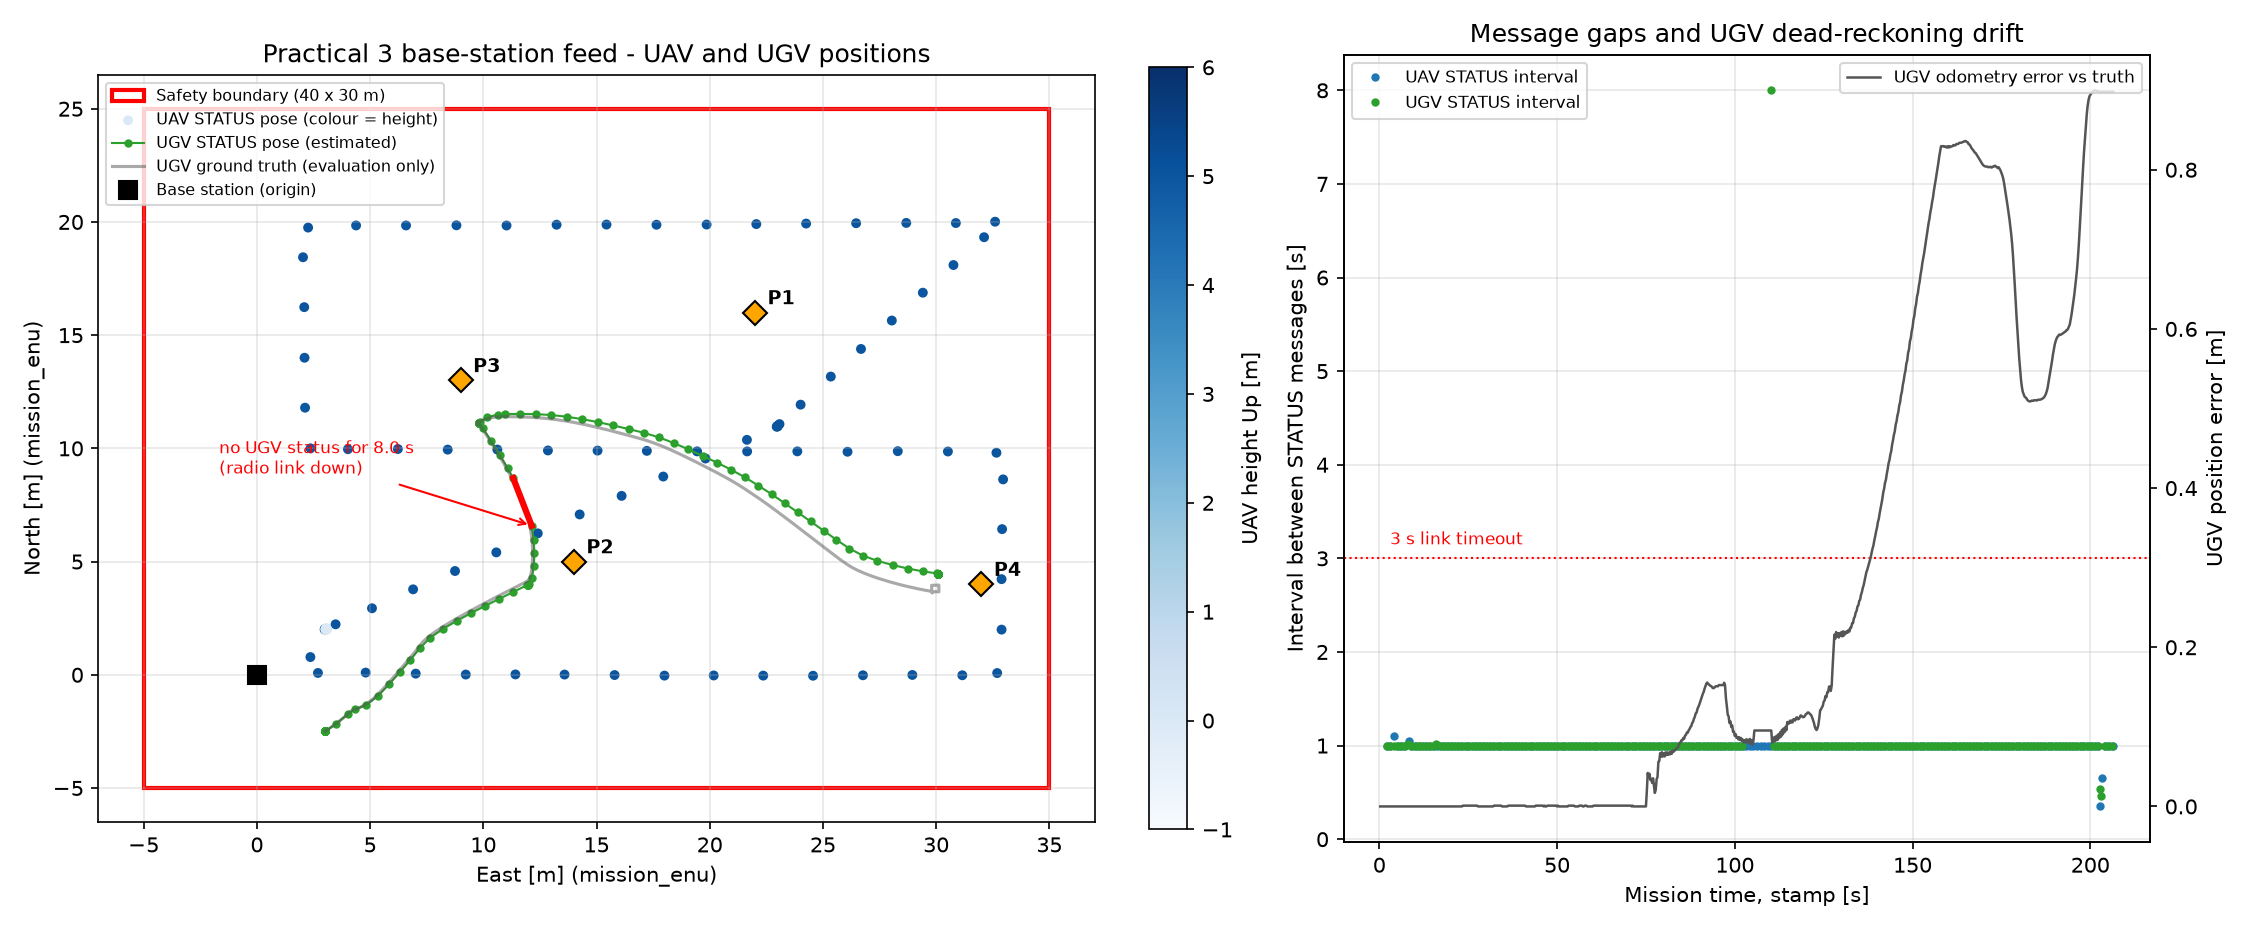 Practical 3 base-station feed - UAV and UGV positions
Safety boundary (40 x 30 m)
UAV STATUS pose (colour = height)
UGV STATUS pose (estimated)
UGV ground truth (evaluation only)
Base station (origin)
25
20
15
10
5
0
−5
North [m] (mission_enu)
P1
P3
P2
P4
no UGV status for 8.0 s
(radio link down)
−5
0
5
10
15
20
25
30
35
East [m] (mission_enu)
6
5
4
3
2
1
0
−1
UAV height Up [m]
Message gaps and UGV dead-reckoning drift
UAV STATUS interval
UGV STATUS interval
UGV odometry error vs truth
8
7
6
5
4
3
2
1
0
Interval between STATUS messages [s]
3 s link timeout
0.8
0.6
0.4
0.2
0.0
UGV position error [m]
0
50
100
150
200
Mission time, stamp [s]